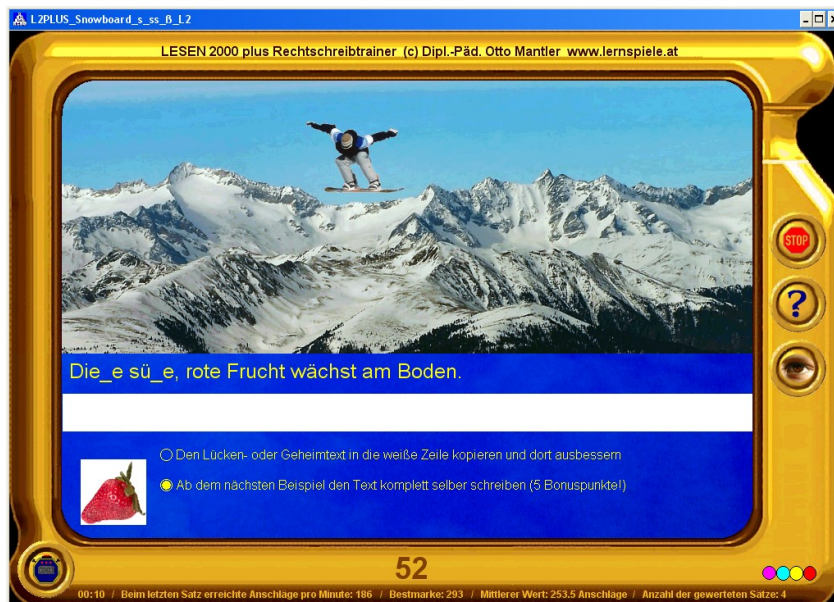 L2PLUS_Snowboard_s_ss_ß_L2
LESEN 2000 plus Rechtschreibtrainer (c) Dipl.-Päd. Otto Mantler www.lernspiele.at
STOP
?
Die_e sü_e, rote Frucht wächst am Boden.
Den Lücken- oder Geheimtext in die weiße Zeile kopieren und dort ausbessern
Ab dem nächsten Beispiel den Text komplett selber schreiben (5 Bonuspunkte!)
52
00:10 / Beim letzten Satz erreichte Anschläge pro Minute: 186 / Bestmarke: 293 / Mittlerer Wert: 253.5 Anschläge / Anzahl der gewerteten Sätze: 4